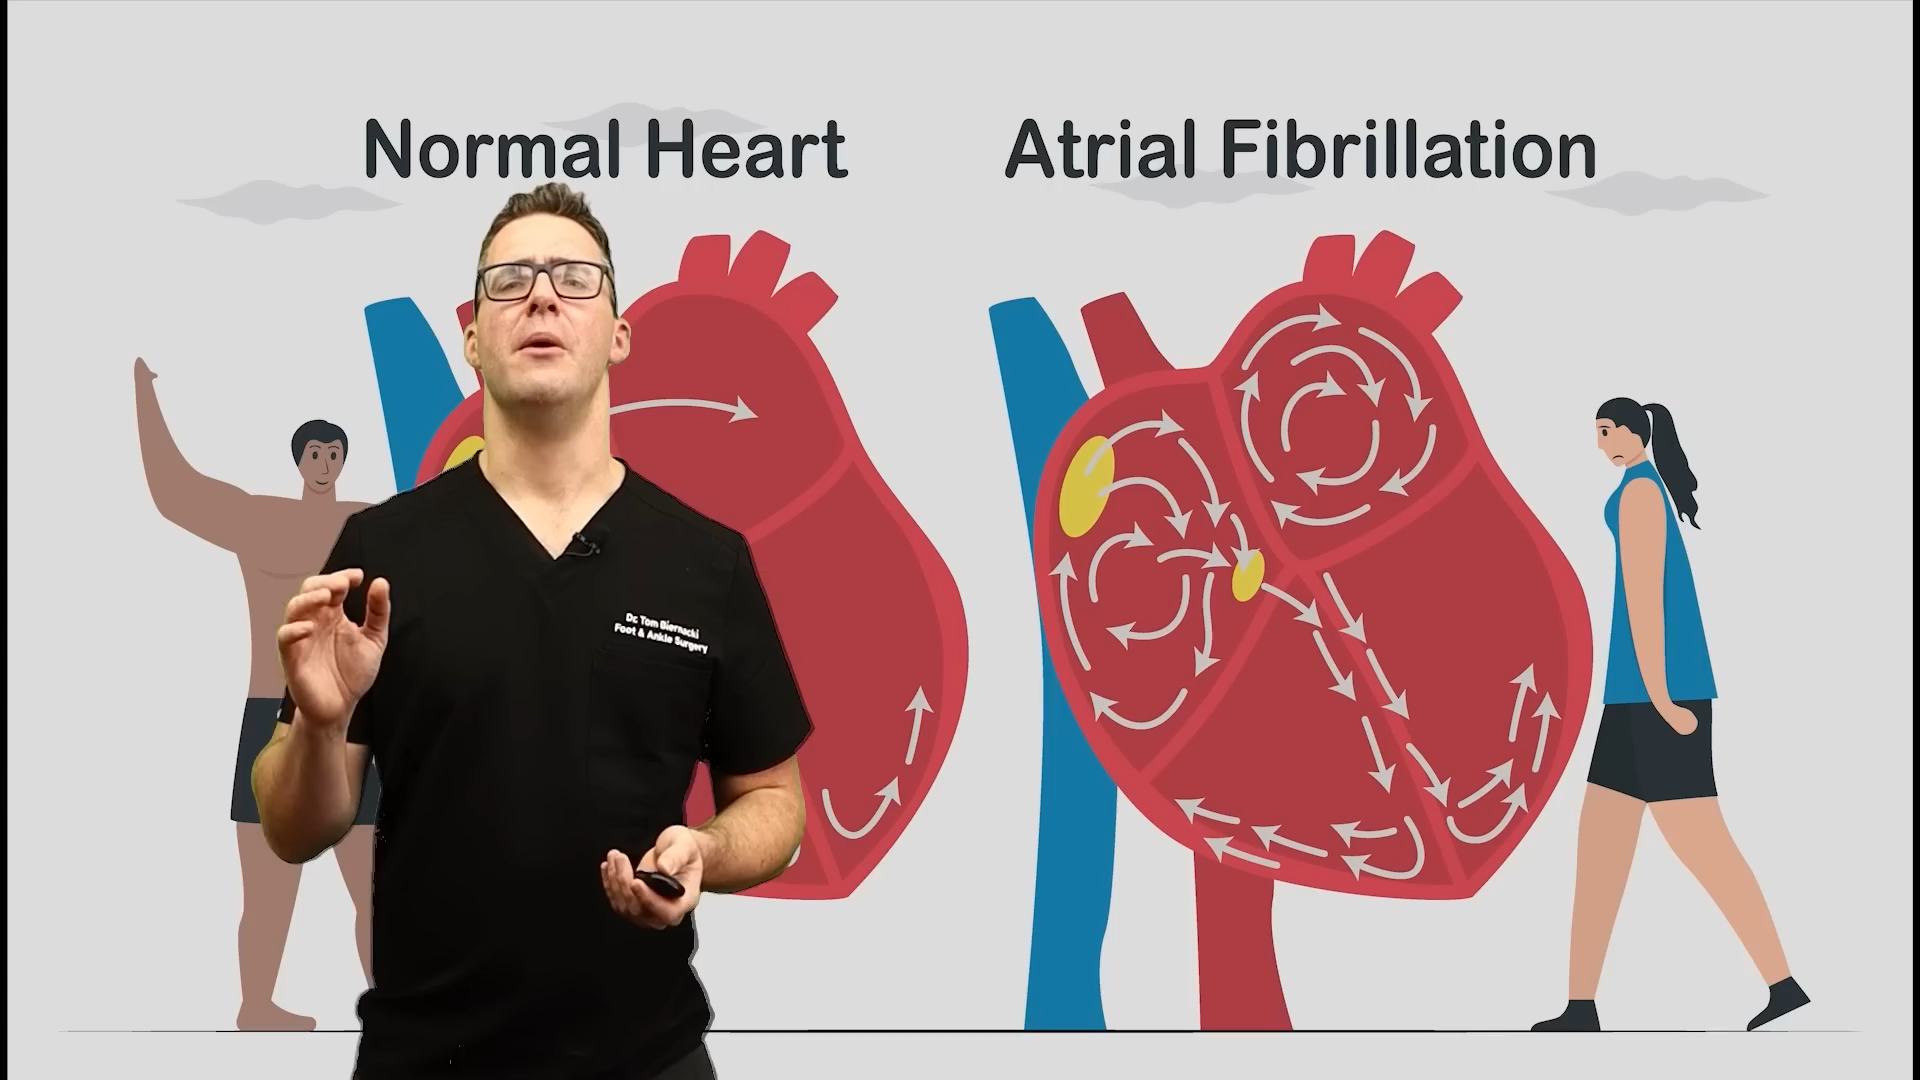 Normal Heart
Atrial Fibrillation
Dr. Tom Biernacki
Foot & Ankle Surgery